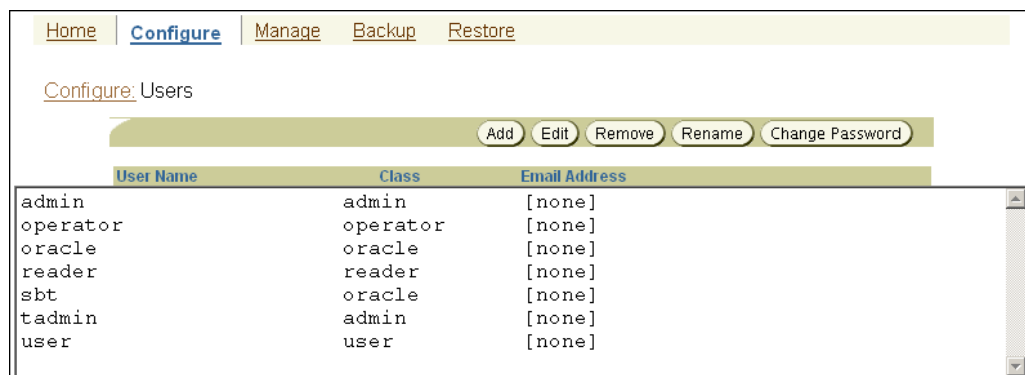 Home Configure Manage Backup Restore
Configure: Users
Add Edit Remove Rename Change Password
User Name Class Email Address
admin admin [none]
operator operator [none]
oracle oracle [none]
reader reader [none]
sbt oracle [none]
tadmin admin [none]
user user [none]